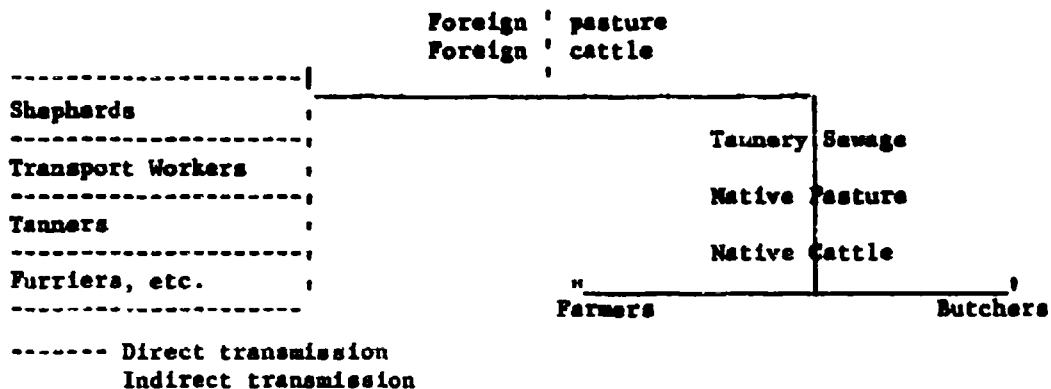 Foreign pasture
Foreign cattle
Shepherds
Transport Workers
Tanners
Furriers, etc.
Tannery Sewage
Native Pasture
Native Cattle
Farmers Butchers
Direct transmission
Indirect transmission